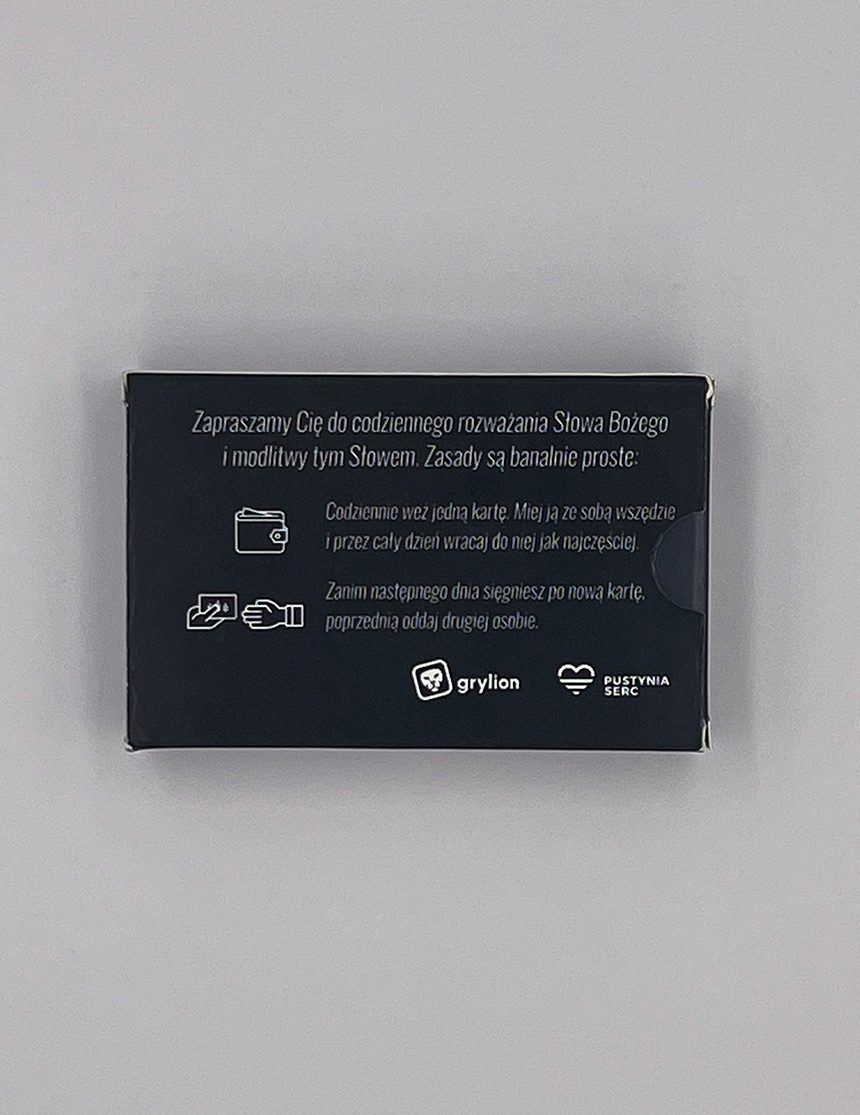 Zapraszamy Cię do codziennego rozważania Słowa Bożego
i modlitwy tym Słowem. Zasady są banalnie proste:
Codziennie weź jedną kartę. Miej ją ze sobą wszędzie
i przez cały dzień wracaj do niej jak najczęściej.
Zanim następnego dnia sięgniesz po nową kartę,
poprzednią oddaj drugiej osobie.
grylion
PUSTYNIA
SERC